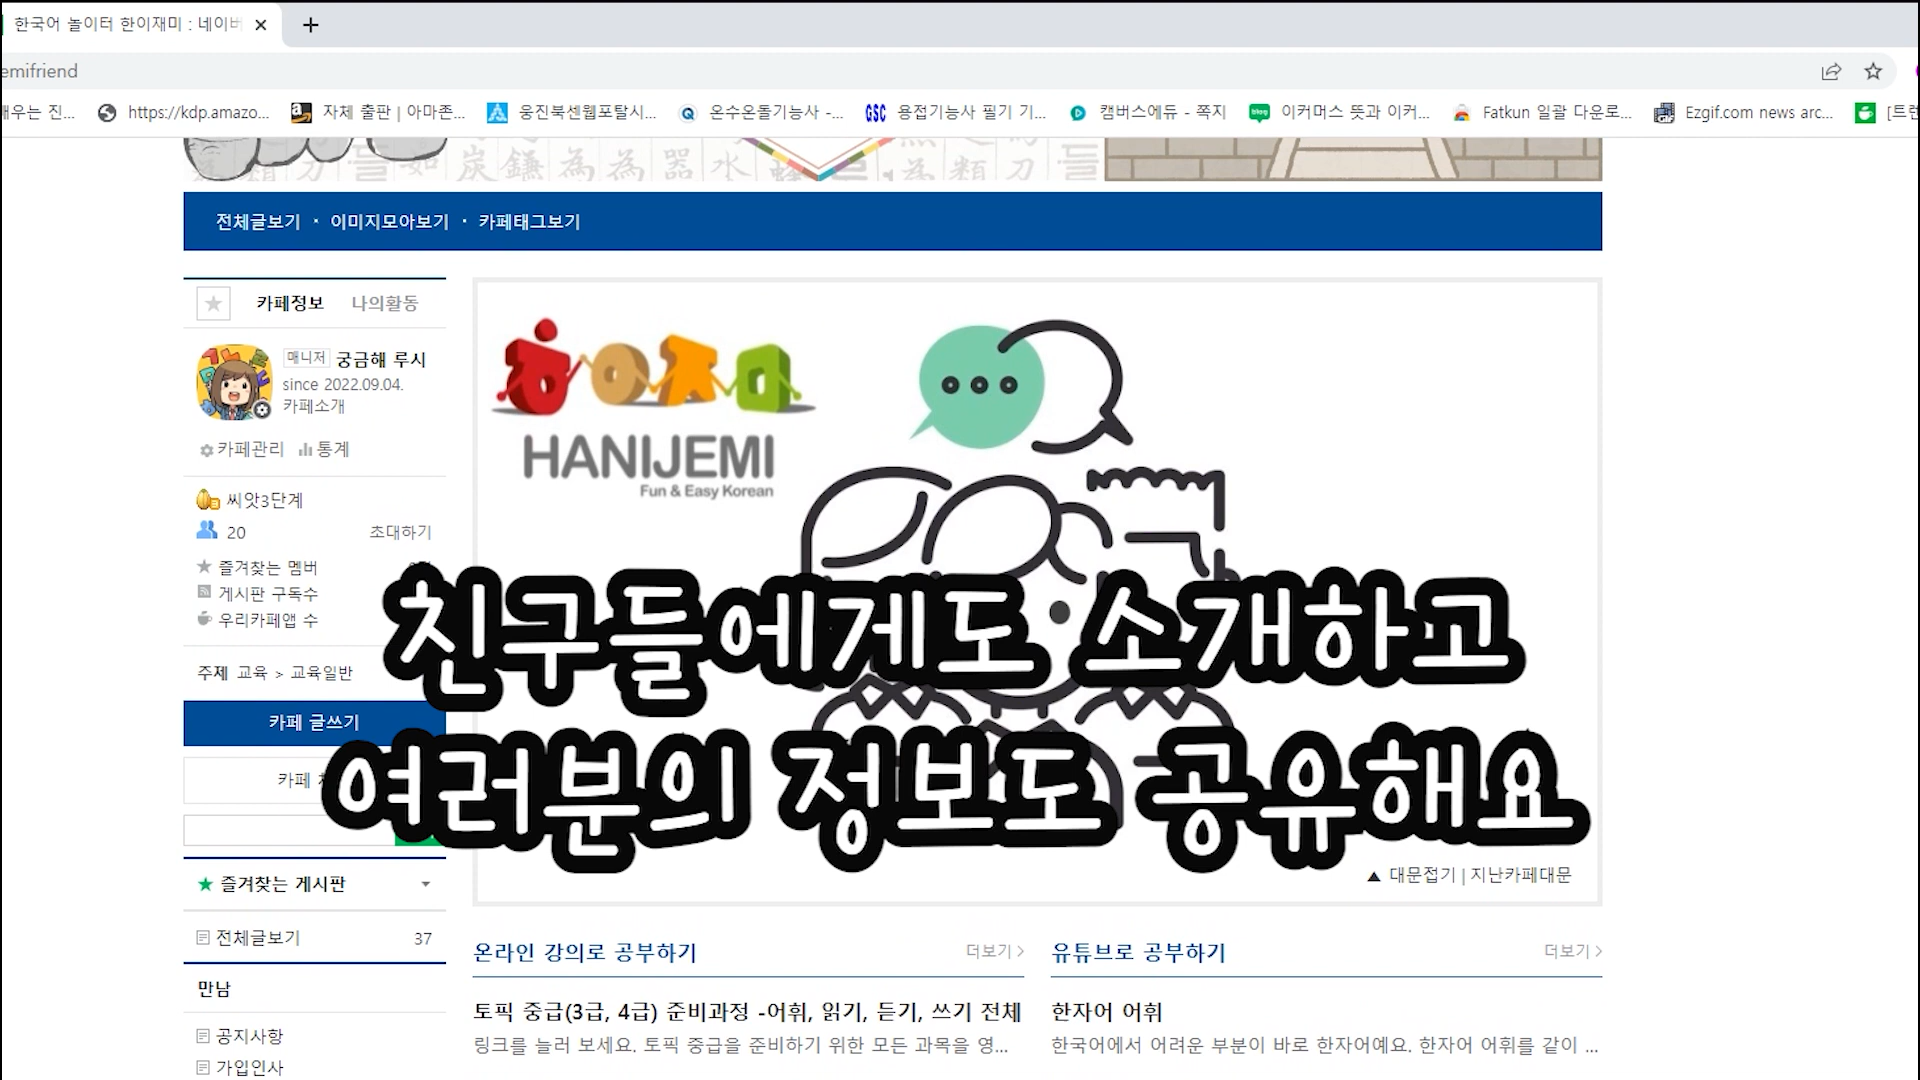 한국어 놀이터 한이재미 : 네이버
emifriend
배우는 진...
https://kdp.amazo...
자체 출판 | 아마존...
웅진북센웹포탈시...
온수온돌기능사 -...
용접기능사 필기 기...
캠버스에듀 - 쪽지
이커머스 뜻과 이커...
Fatkun 일괄 다운로...
Ezgif.com news arc...
[트렌
전체글보기 · 이미지모아보기 · 카페태그보기
카페정보 나의활동
매니저 궁금해 루시
since 2022.09.04.
카페소개
카페관리 통계
씨앗3단계
20 초대하기
즐겨찾는 멤버
게시판 구독수
우리카페앱 수
주제 교육 > 교육일반
카페 글쓰기
카페
즐겨찾는 게시판
전체글보기 37
만남
공지사항
가입인사
한이재미
HANIJEMI
Fun & Easy Korean
친구들에게도 소개하고
여러분의 정보도 공유해요
▲ 대문접기 | 지난카페대문
온라인 강의로 공부하기 더보기 >
토픽 중급(3급, 4급) 준비과정 -어휘, 읽기, 듣기, 쓰기 전체
링크를 눌러 보세요. 토픽 중급을 준비하기 위한 모든 과목을 영...
유튜브로 공부하기 더보기 >
한자어 어휘
한국어에서 어려운 부분이 바로 한자어예요. 한자어 어휘를 같이 ...